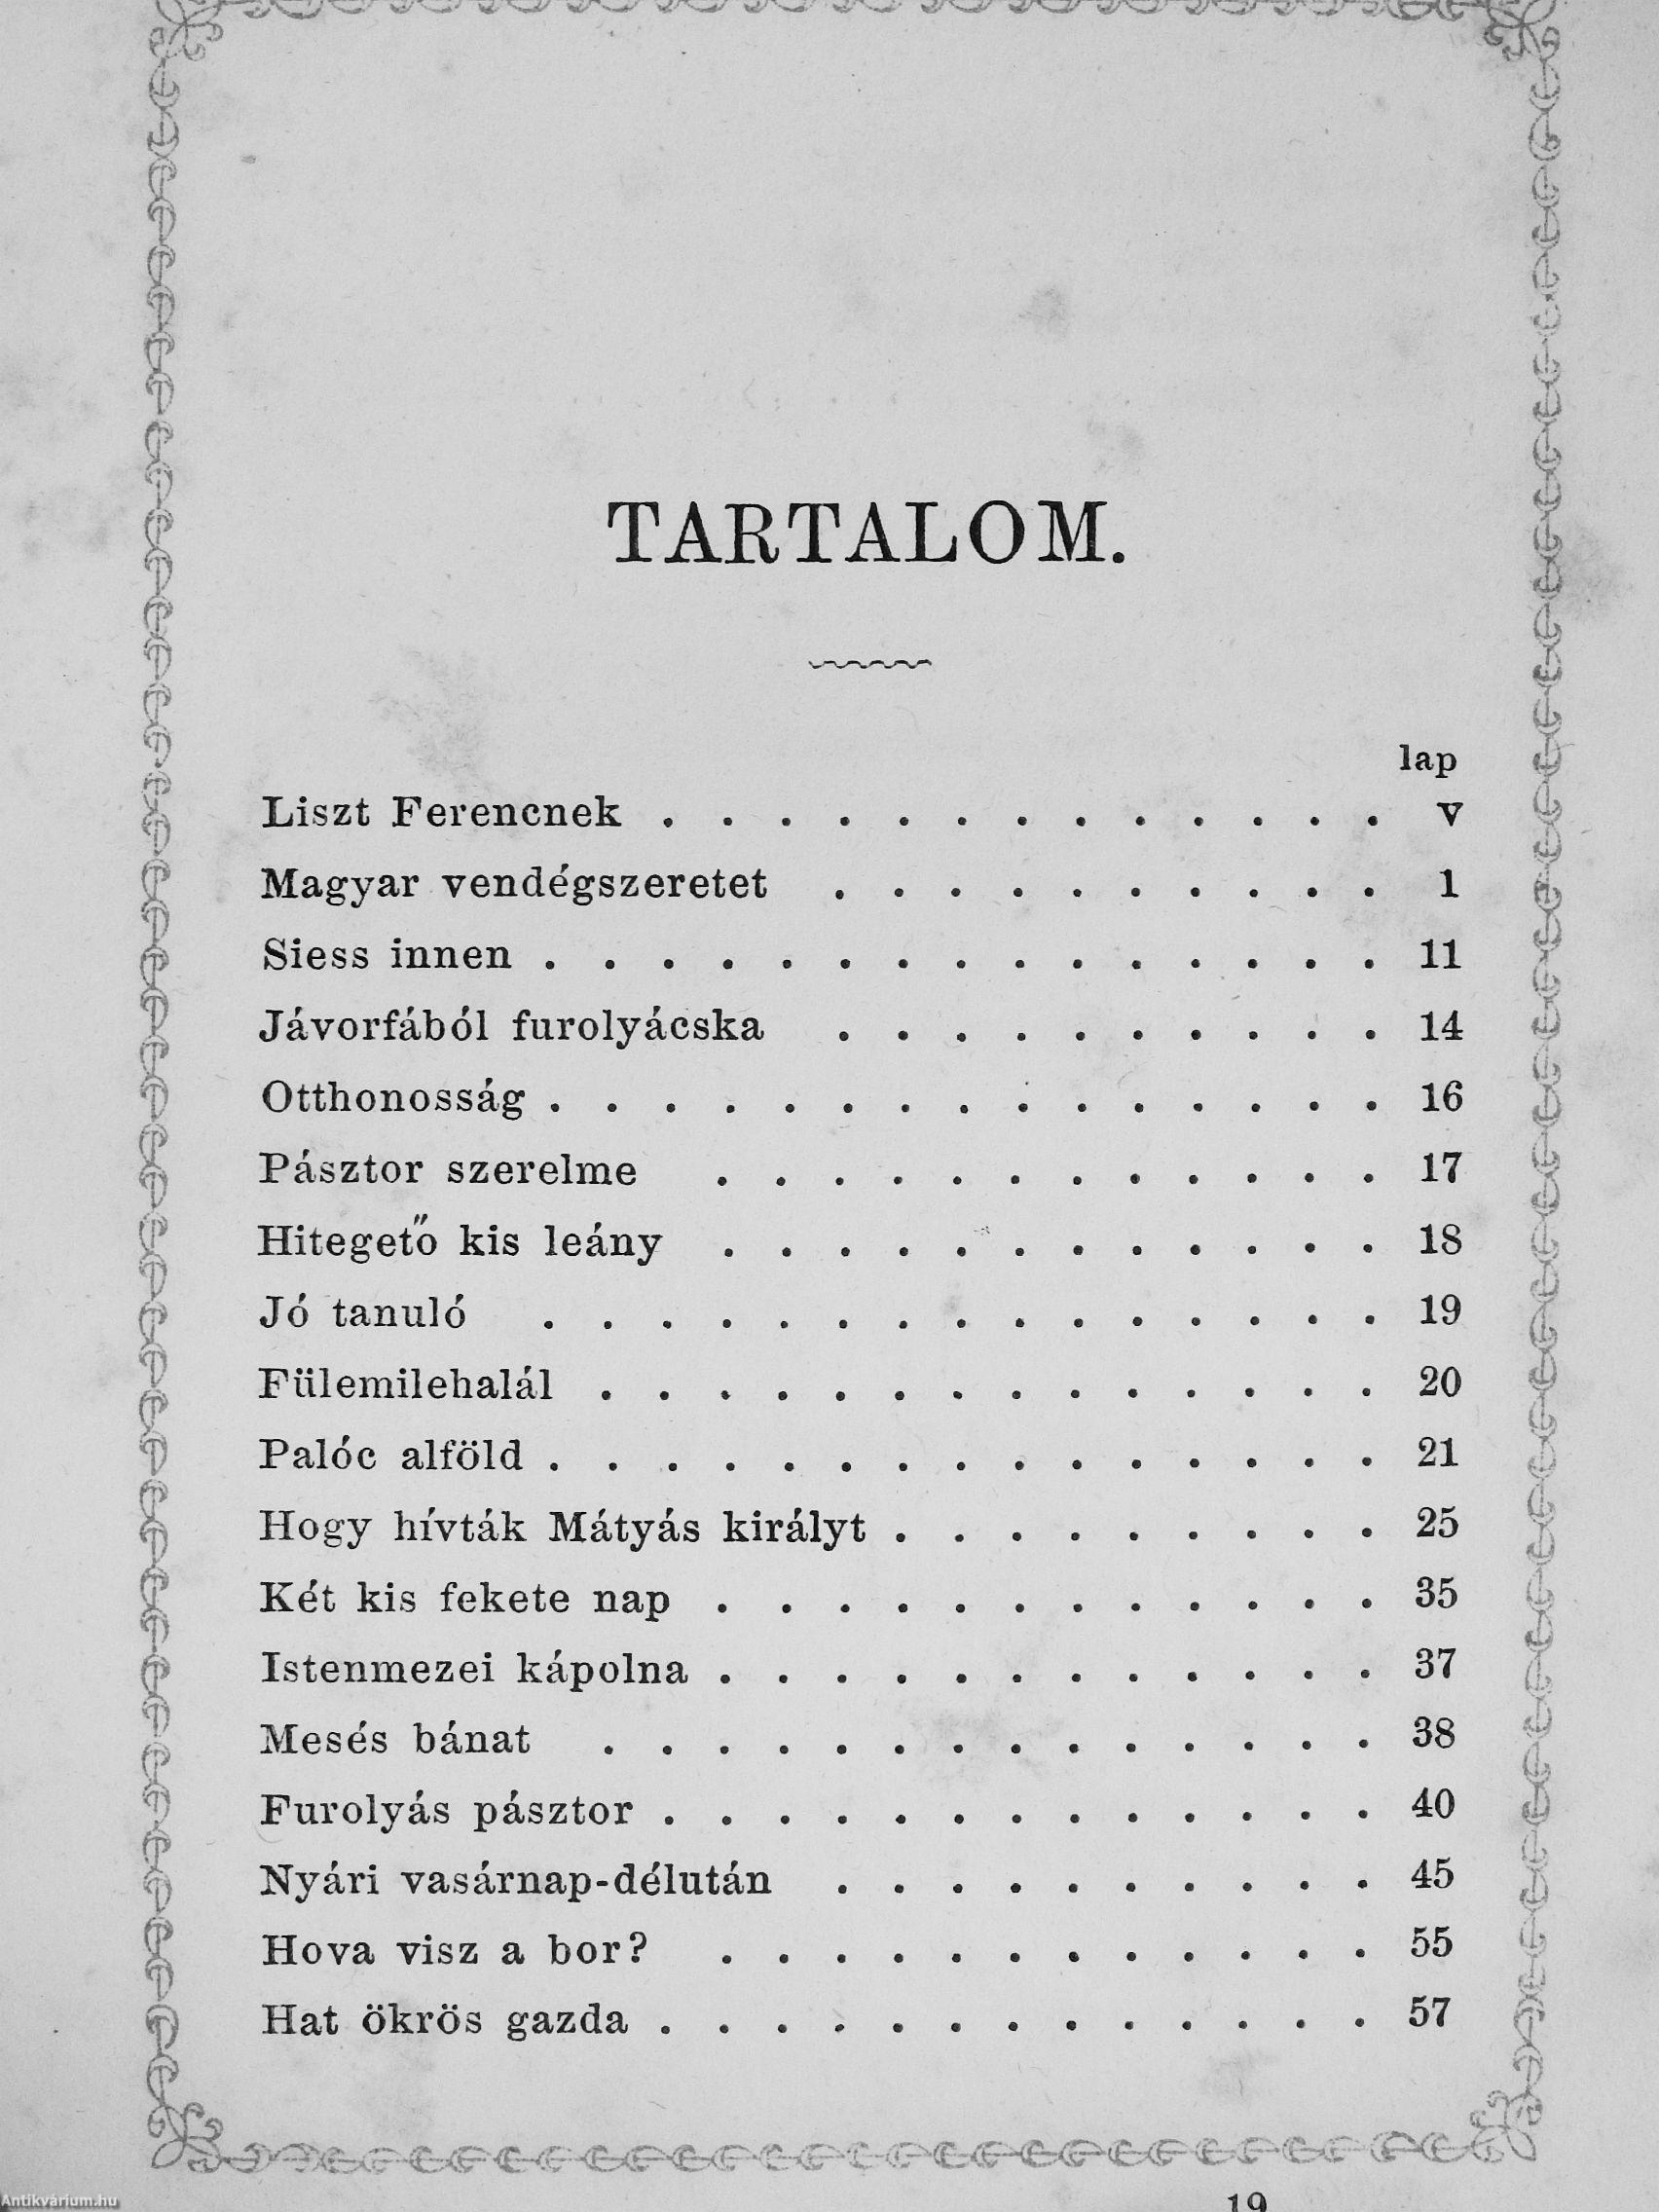 TARTALOM.
lap
Liszt Ferencnek . . . . . . . . . . . . . V
Magyar vendégszeretet . . . . . . . . . . 1
Siess innen . . . . . . . . . . . . . . . 11
Jávorfából furolyácska . . . . . . . . . . 14
Otthonosság . . . . . . . . . . . . . . . 16
Pásztor szerelme . . . . . . . . . . . . 17
Hitegető kis leány . . . . . . . . . . . . 18
Jó tanuló . . . . . . . . . . . . . . . 19
Fülemilehalál . . . . . . . . . . . . . . 20
Palóc alföld . . . . . . . . . . . . . . . 21
Hogy hívták Mátyás királyt . . . . . . . . . 25
Két kis fekete nap . . . . . . . . . . . . 35
Istenmezei kápolna . . . . . . . . . . . . 37
Mesés bánat . . . . . . . . . . . . . . 38
Furolyás pásztor . . . . . . . . . . . . . 40
Nyári vasárnap-délután . . . . . . . . . . 45
Hova visz a bor? . . . . . . . . . . . . 55
Hat ökrös gazda . . . . . . . . . . . . . 57
19
Antikvárium.hu